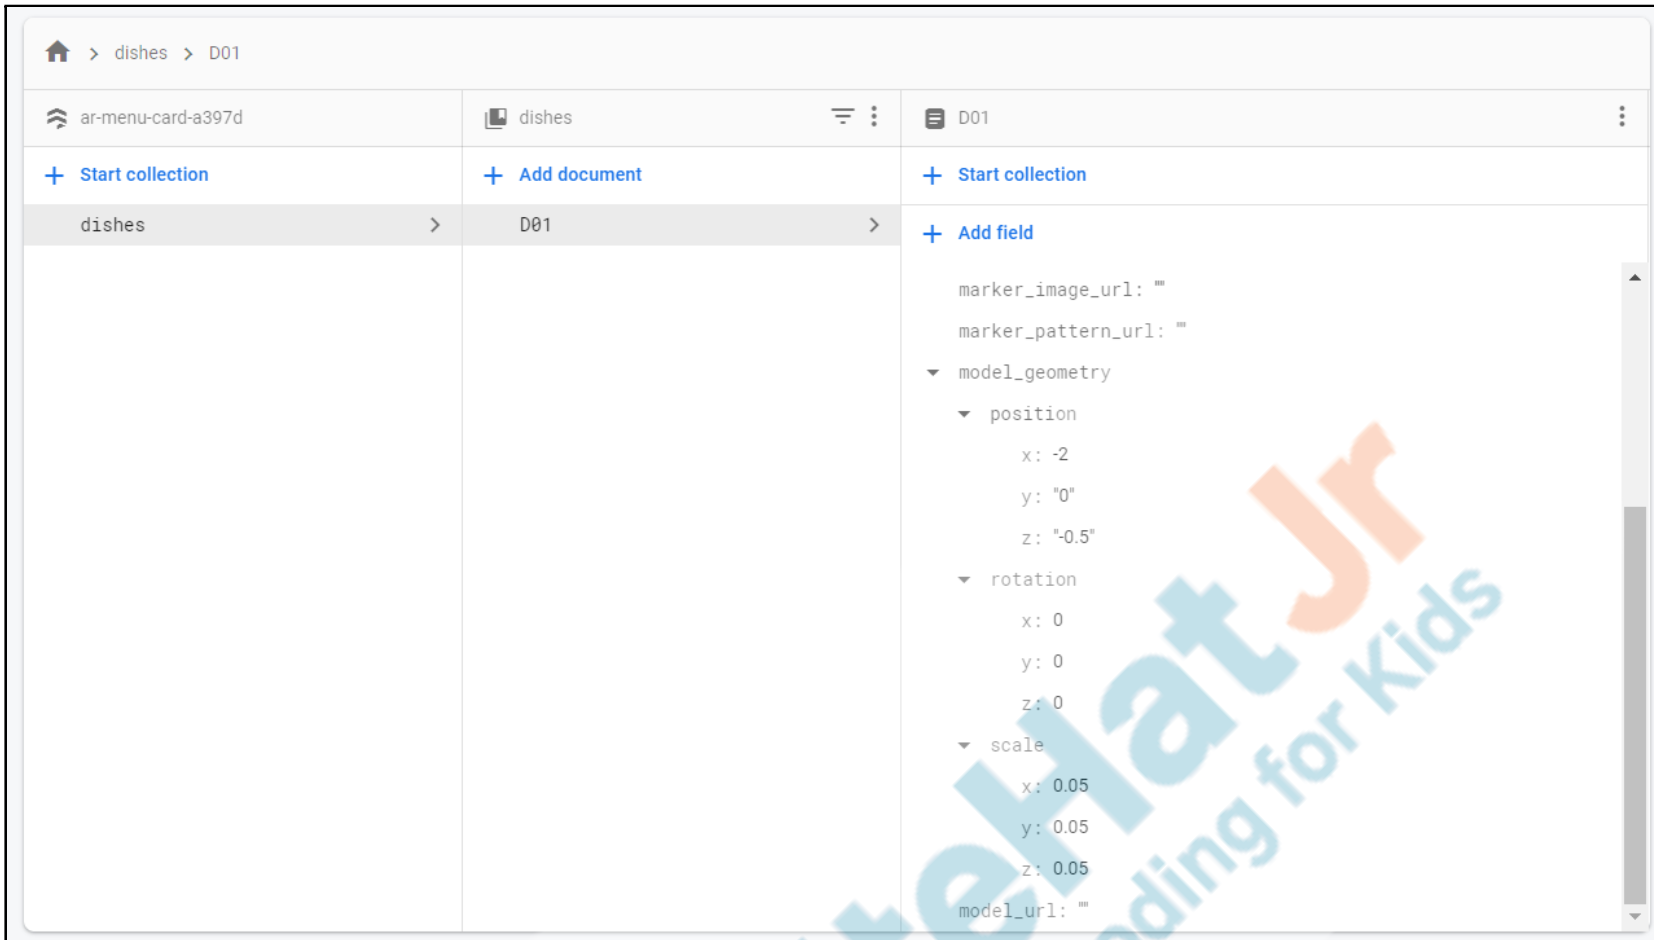 dishes > D01
ar-menu-card-a397d
dishes
D01
+ Start collection
+ Add document
+ Start collection
dishes
D01
+ Add field
marker_image_url: ""
marker_pattern_url: ""
model_geometry
position
x: -2
y: "0"
z: "-0.5"
rotation
x: 0
y: 0
z: 0
scale
x: 0.05
y: 0.05
z: 0.05
model_url: ""
teHat Jr
ding for Kids